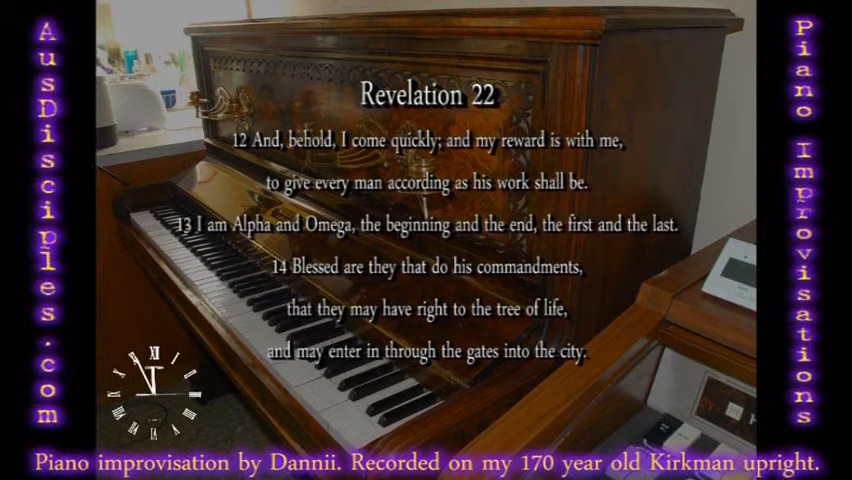 AusDisciples.com
Revelation 22
12 And, behold, I come quickly; and my reward is with me,
to give every man according as his work shall be.
13 I am Alpha and Omega, the beginning and the end, the first and the last.
14 Blessed are they that do his commandments,
that they may have right to the tree of life,
and may enter in through the gates into the city.
Piano Improvisations
XII
Piano improvisation by Dannii. Recorded on my 170 year old Kirkman upright.